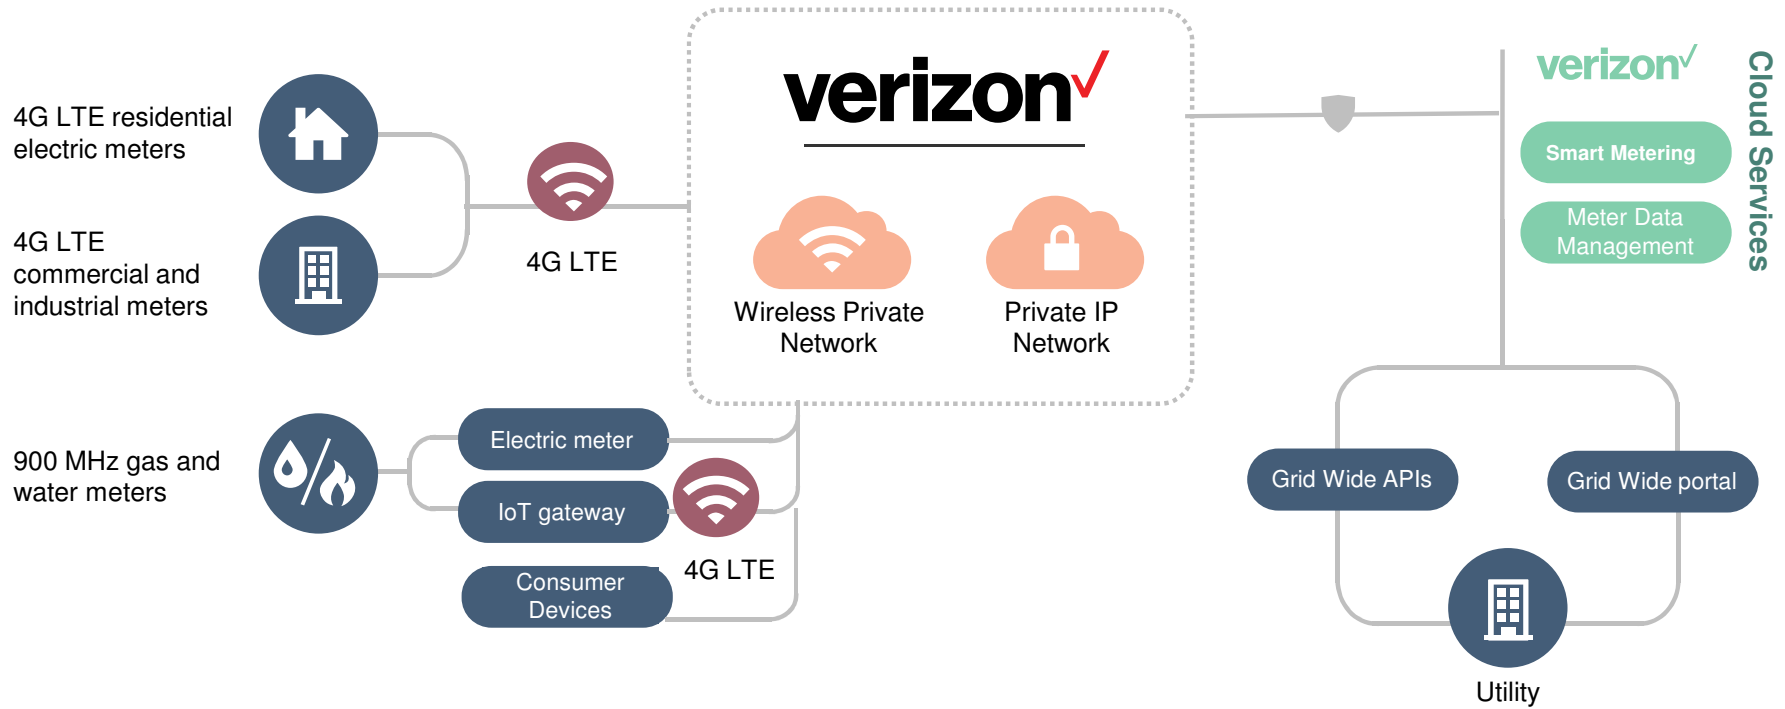 4G LTE residential
electric meters
4G LTE
commercial and
industrial meters
4G LTE
900 MHz gas and
water meters
Electric meter
IoT gateway
Consumer
Devices
4G LTE
verizon
Wireless Private
Network
Private IP
Network
verizon
Smart Metering
Meter Data
Management
Cloud Services
Grid Wide APIs
Grid Wide portal
Utility